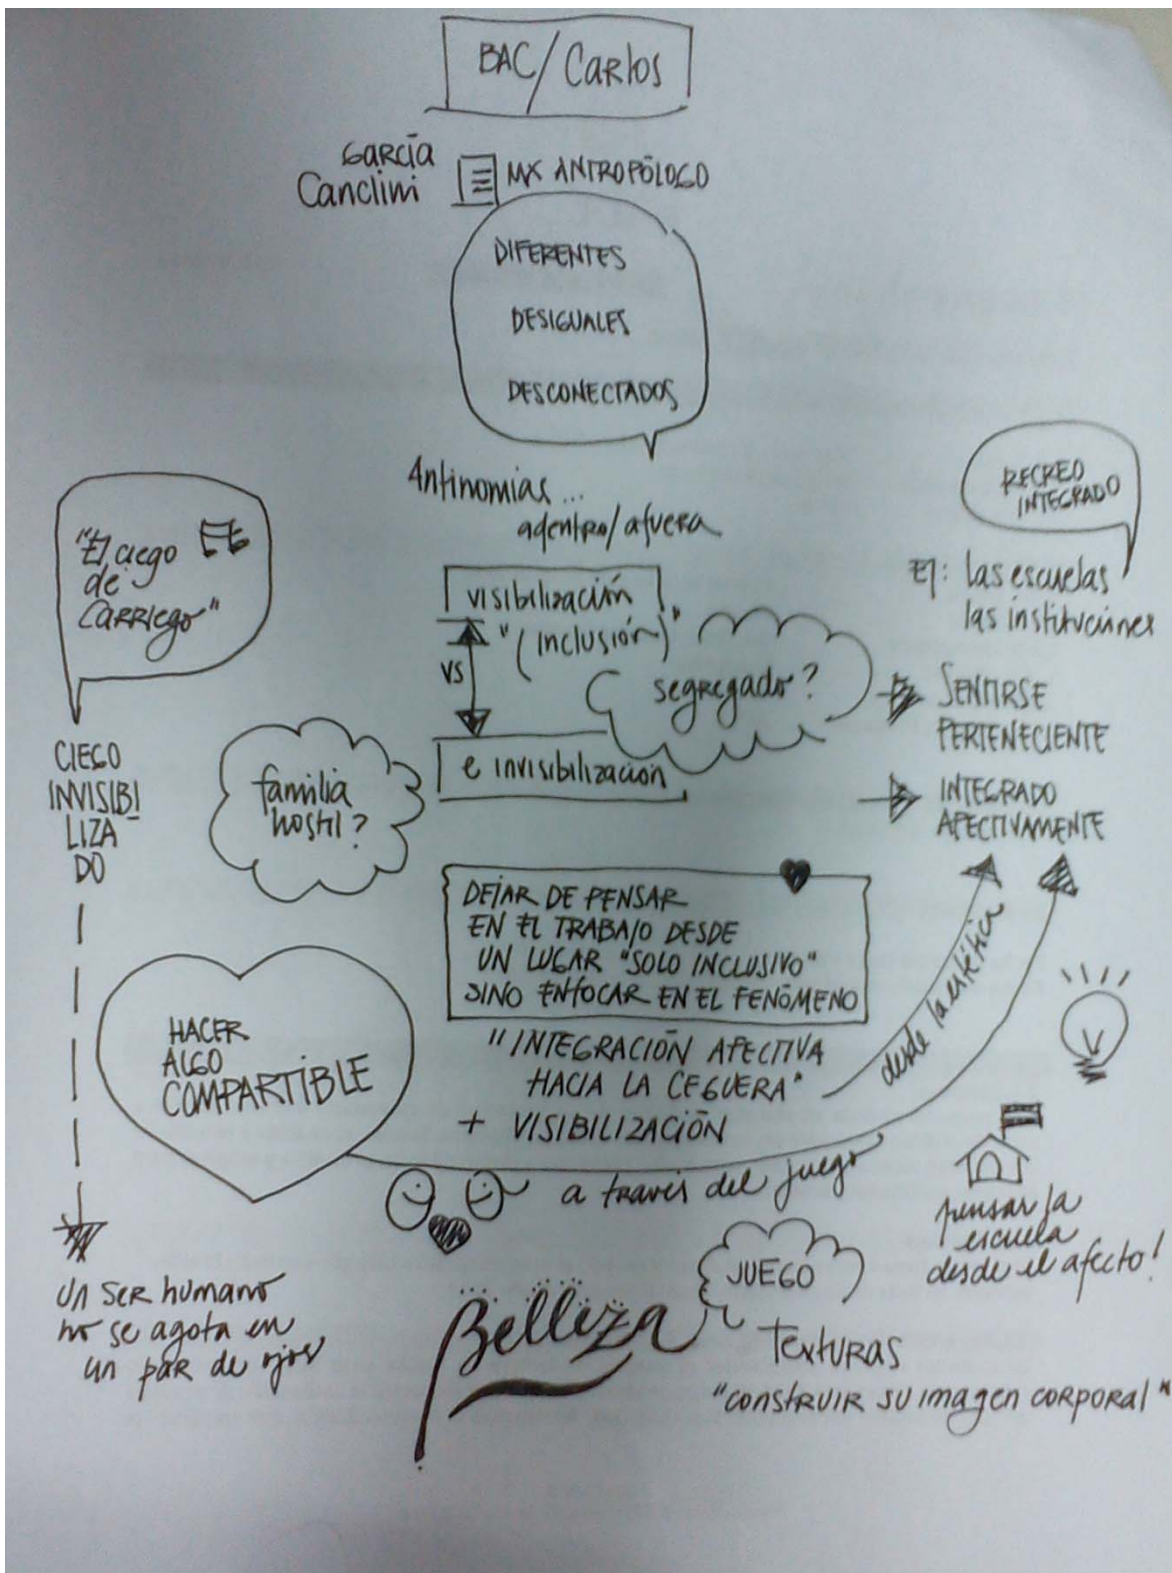 BAC/Carlos
García
Canclini
MX ANTROPÓLOGO
DIFERENTES
DESIGUALES
DESCONECTADOS
Antinomias...
adentro/afuera
RECREO
INTEGRADO
Ej: las escuelas
las instituciones
"El ciego
de
Carriego"
visibilización
"(inclusión)"
vs
segregado?
e invisibilización
SENTIRSE
PERTENECIENTE
INTEGRADO
AFECTIVAMENTE
CIEGO
INVISIBI
LIZA
DO
familia
hostil?
DEJAR DE PENSAR
EN EL TRABAJO DESDE
UN LUGAR "SOLO INCLUSIVO"
SINO ENFOCAR EN EL FENÓMENO
"INTEGRACIÓN AFECTIVA
HACIA LA CEGUERA"
+ VISIBILIZACIÓN
desde la estética
HACER
ALGO
COMPARTIBLE
a través del juego
pensar la
escuela
desde el afecto!
Un ser humano
no se agota en
un par de ojos
Belleza
JUEGO
Texturas
"construir su imagen corporal"